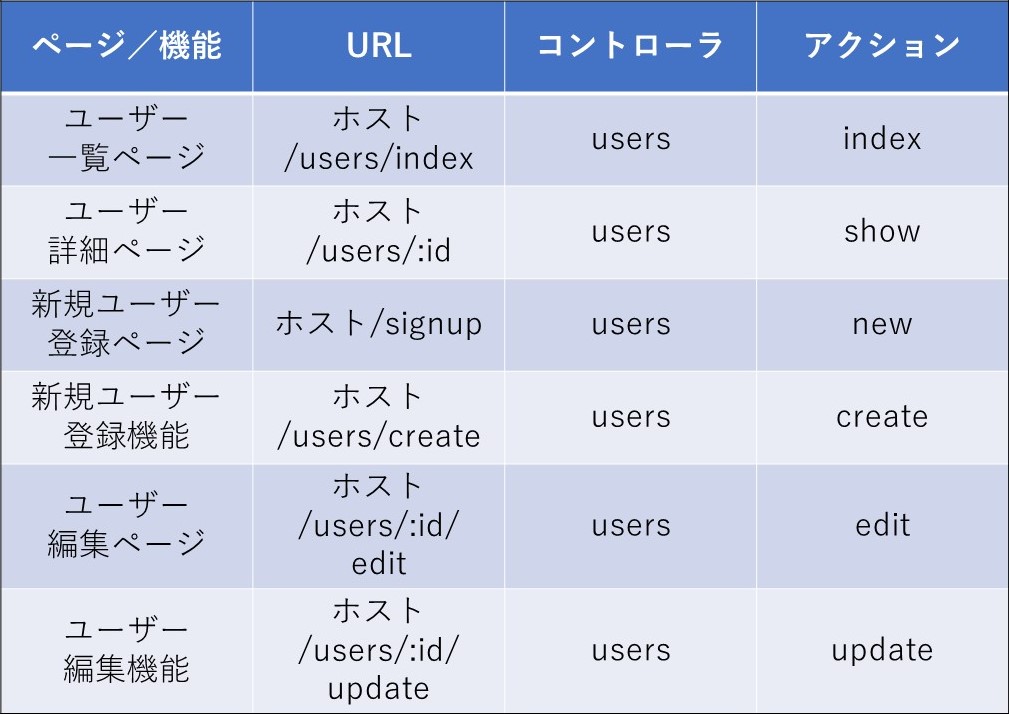 ページ／機能
URL
コントローラ
アクション
ユーザー
一覧ページ
ホスト
/users/index
users
index
ユーザー
詳細ページ
ホスト
/users/:id
users
show
新規ユーザー
登録ページ
ホスト/signup
users
new
新規ユーザー
登録機能
ホスト
/users/create
users
create
ユーザー
編集ページ
ホスト
/users/:id/
edit
users
edit
ユーザー
編集機能
ホスト
/users/:id/
update
users
update